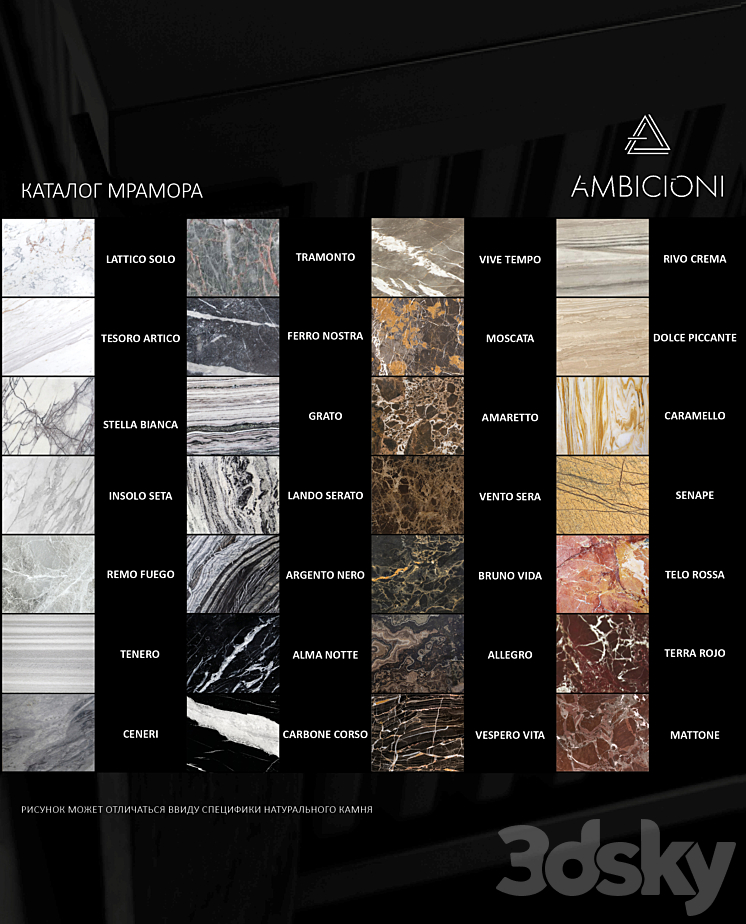 AMBICIONI
КАТАЛОГ МРАМОРА
LATTICO SOLO
TRAMONTO
VIVE TEMPO
RIVO CREMA
TESORO ARTICO
FERRO NOSTRA
MOSCATA
DOLCE PICCANTE
STELLA BIANCA
GRATO
AMARETTO
CARAMELLO
INSOLO SETA
LANDO SERATO
VENTO SERA
SENAPE
REMO FUEGO
ARGENTO NERO
BRUNO VIDA
TELO ROSSA
TENERO
ALMA NOTTE
ALLEGRO
TERRA ROJO
CENERI
CARBONE CORSO
VESPERO VITA
MATTONE
РИСУНОК МОЖЕТ ОТЛИЧАТЬСЯ ВВИДУ СПЕЦИФИКИ НАТУРАЛЬНОГО КАМНЯ
3dsky